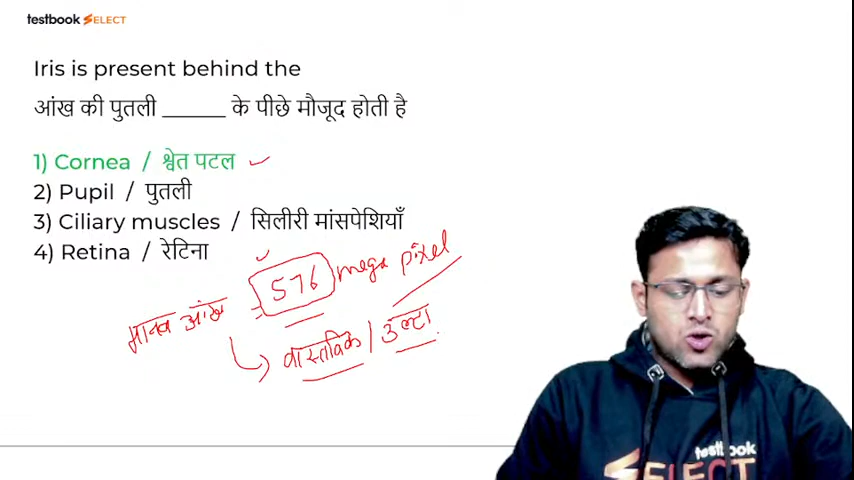 testbook SELECT
Iris is present behind the
आंख की पुतली ______ के पीछे मौजूद होती है
1) Cornea / श्वेत पटल
2) Pupil / पुतली
3) Ciliary muscles / सिलीरी मांसपेशियाँ
4) Retina / रेटिना
मानव आंख = 576 mega pixel
वास्तविक / उल्टा
testbook
SELECT